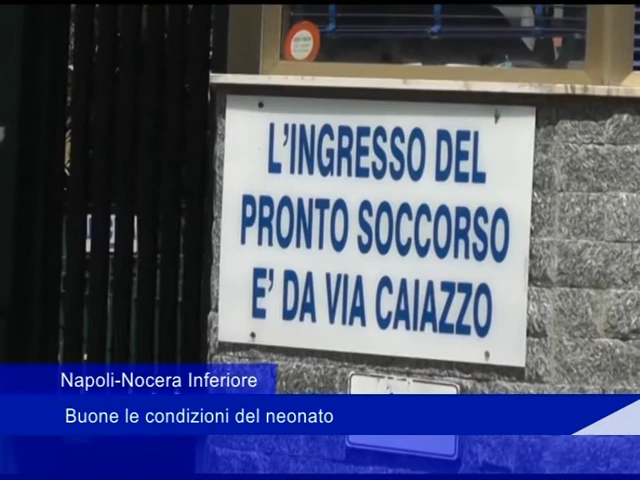 L'INGRESSO DEL
PRONTO SOCCORSO
E' DA VIA CAIAZZO
Napoli-Nocera Inferiore
Buone le condizioni del neonato